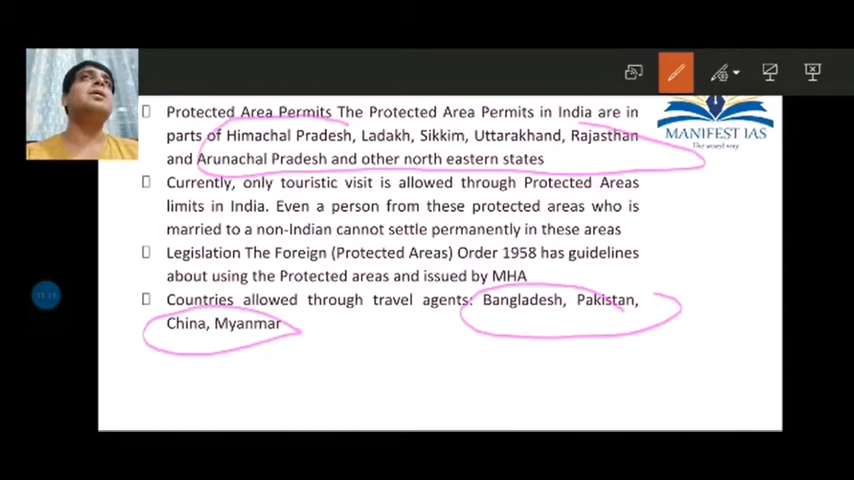 Protected Area Permits The Protected Area Permits in India are in
parts of Himachal Pradesh, Ladakh, Sikkim, Uttarakhand, Rajasthan
and Arunachal Pradesh and other north eastern states
MANIFEST IAS
Currently, only touristic visit is allowed through Protected Areas
limits in India. Even a person from these protected areas who is
married to a non-Indian cannot settle permanently in these areas
Legislation The Foreign (Protected Areas) Order 1958 has guidelines
about using the Protected areas and issued by MHA
Countries allowed through travel agents: Bangladesh, Pakistan,
China, Myanmar